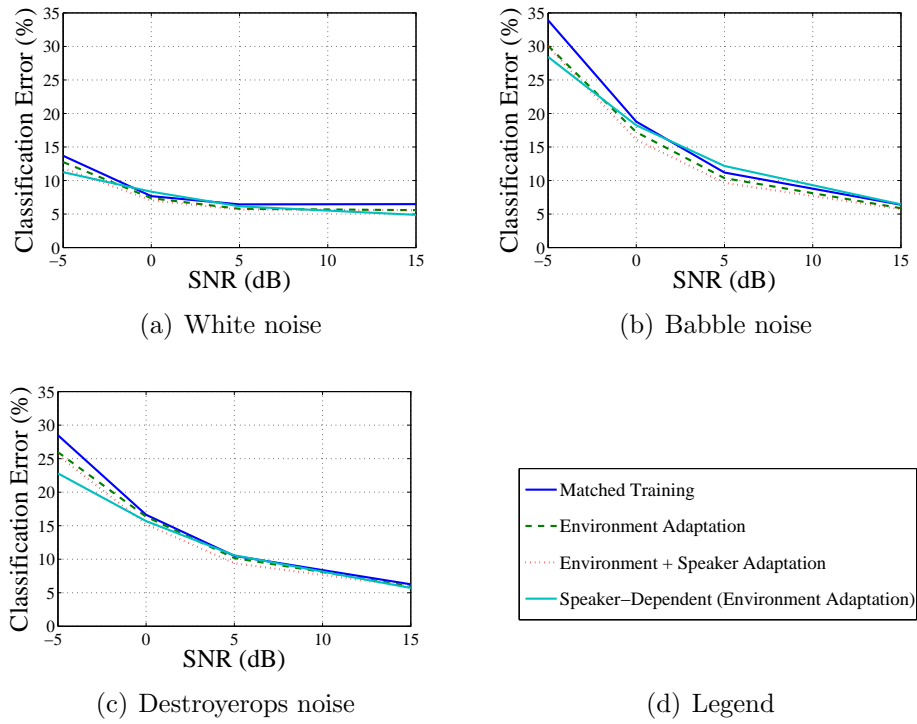 35
30
25
20
15
10
5
0
−5 0 5 10 15
Classification Error (%)
SNR (dB)
(a) White noise
35
30
25
20
15
10
5
0
−5 0 5 10 15
Classification Error (%)
SNR (dB)
(b) Babble noise
35
30
25
20
15
10
5
0
−5 0 5 10 15
Classification Error (%)
SNR (dB)
(c) Destroyerops noise
Matched Training
Environment Adaptation
Environment + Speaker Adaptation
Speaker−Dependent (Environment Adaptation)
(d) Legend